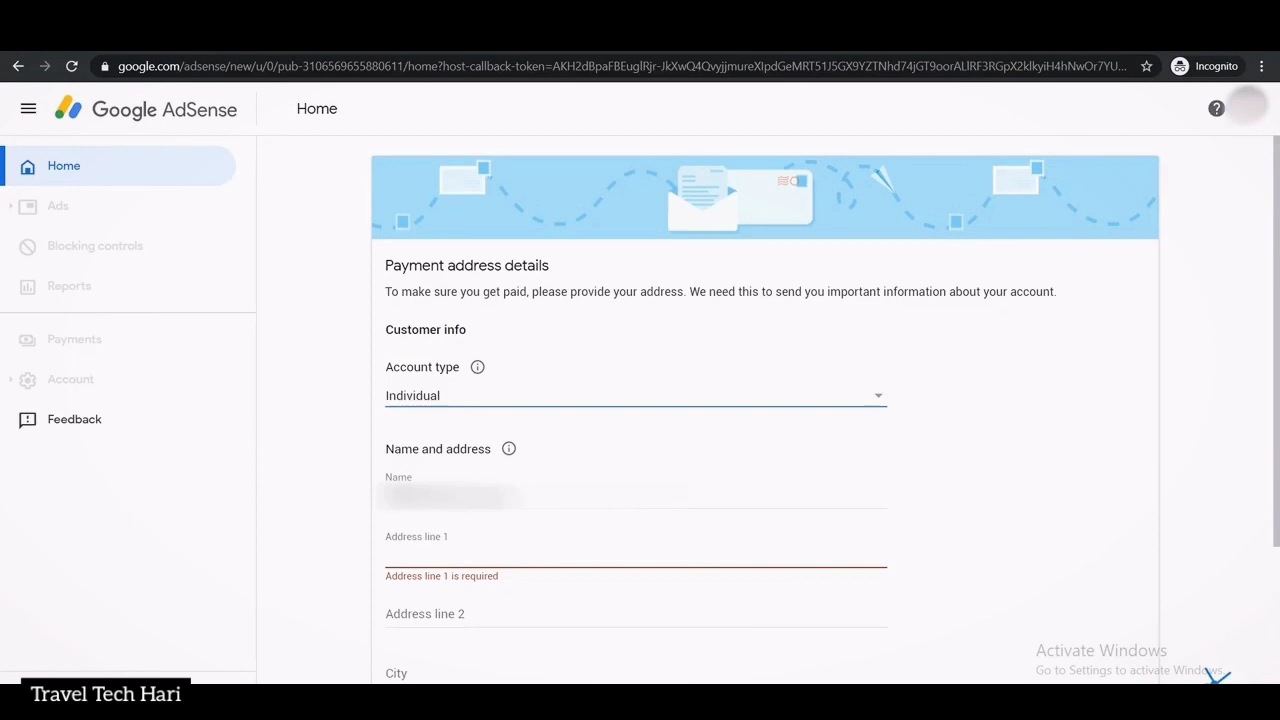 google.com/adsense/new/u/0/pub-3106569655880611/home?host-callback-token=
Incognito
Google AdSense
Home
Home
Ads
Blocking controls
Reports
Payments
Account
Feedback
Payment address details
To make sure you get paid, please provide your address. We need this to send you important information about your account.
Customer info
Account type
Individual
Name and address
Name
Address line 1
Address line 1 is required
Address line 2
City
Activate Windows
Go to Settings to activate Windows.
Travel Tech Hari